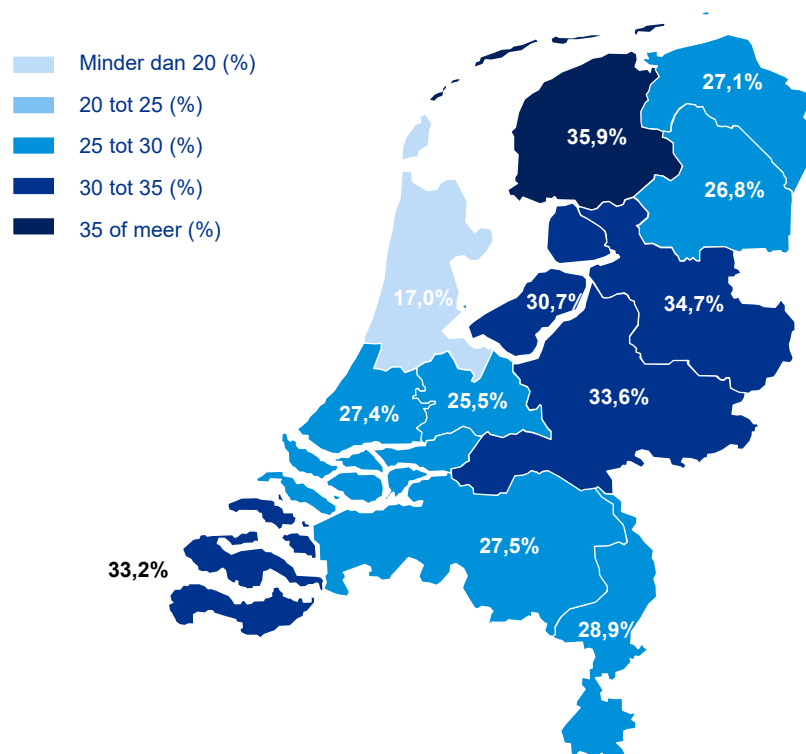 Minder dan 20 (%)
20 tot 25 (%)
25 tot 30 (%)
30 tot 35 (%)
35 of meer (%)
27,1%
35,9%
26,8%
17,0%
30,7%
34,7%
27,4%
25,5%
33,6%
27,5%
33,2%
28,9%